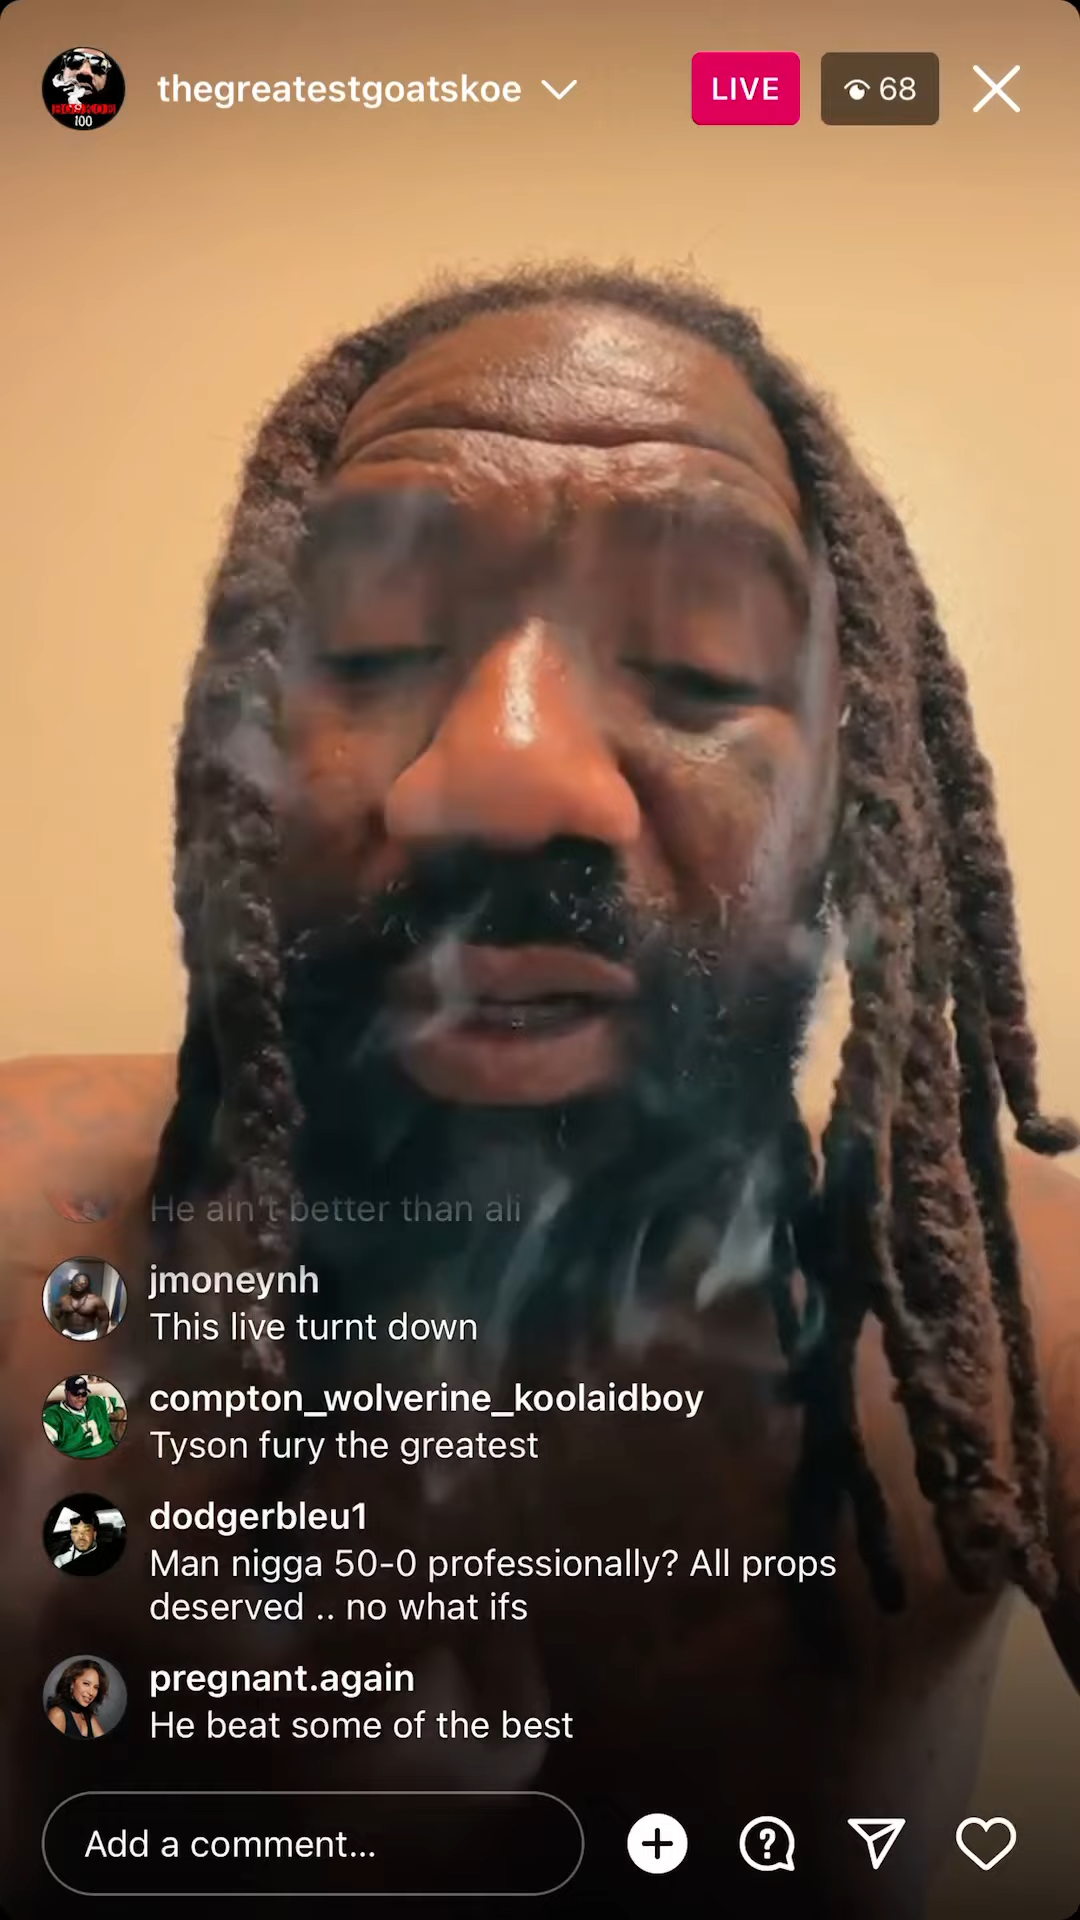 thegreatestgoatskoe
LIVE
68
100
He ain't better than ali
jmoneynh
This live turnt down
compton_wolverine_koolaidboy
Tyson fury the greatest
dodgerbleu1
Man nigga 50-0 professionally? All props
deserved .. no what ifs
pregnant.again
He beat some of the best
Add a comment...